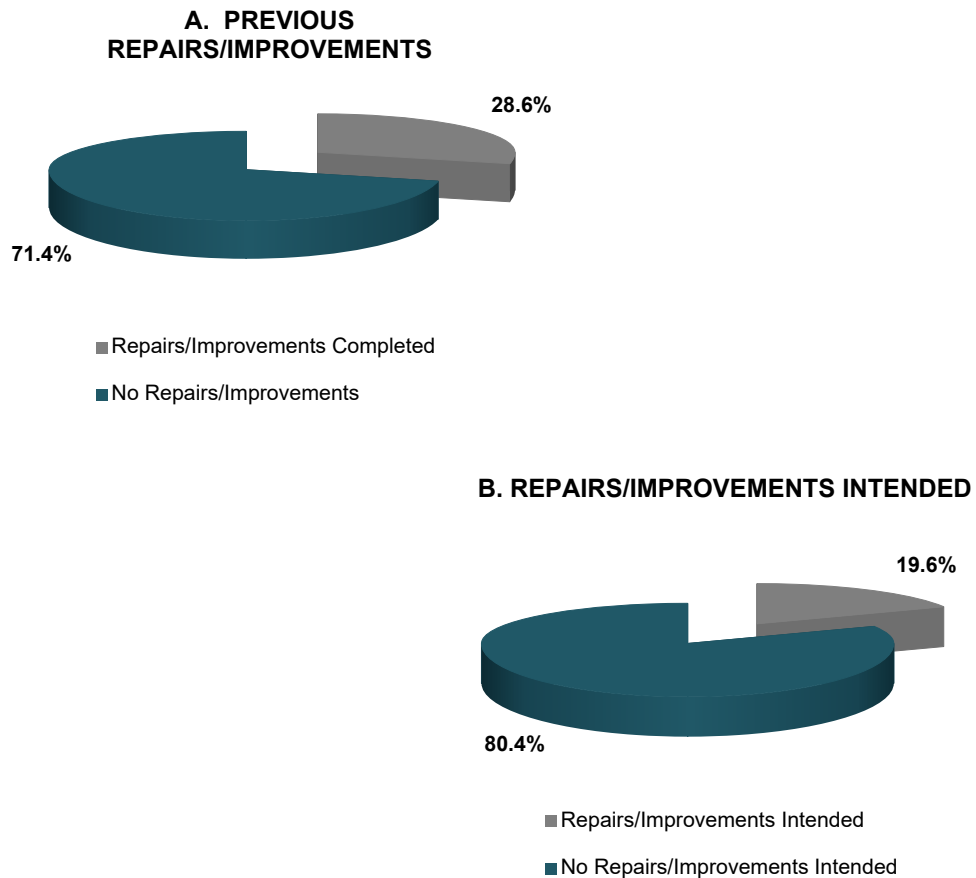 A. PREVIOUS
REPAIRS/IMPROVEMENTS
28.6%
71.4%
Repairs/Improvements Completed
No Repairs/Improvements
B. REPAIRS/IMPROVEMENTS INTENDED
19.6%
80.4%
Repairs/Improvements Intended
No Repairs/Improvements Intended